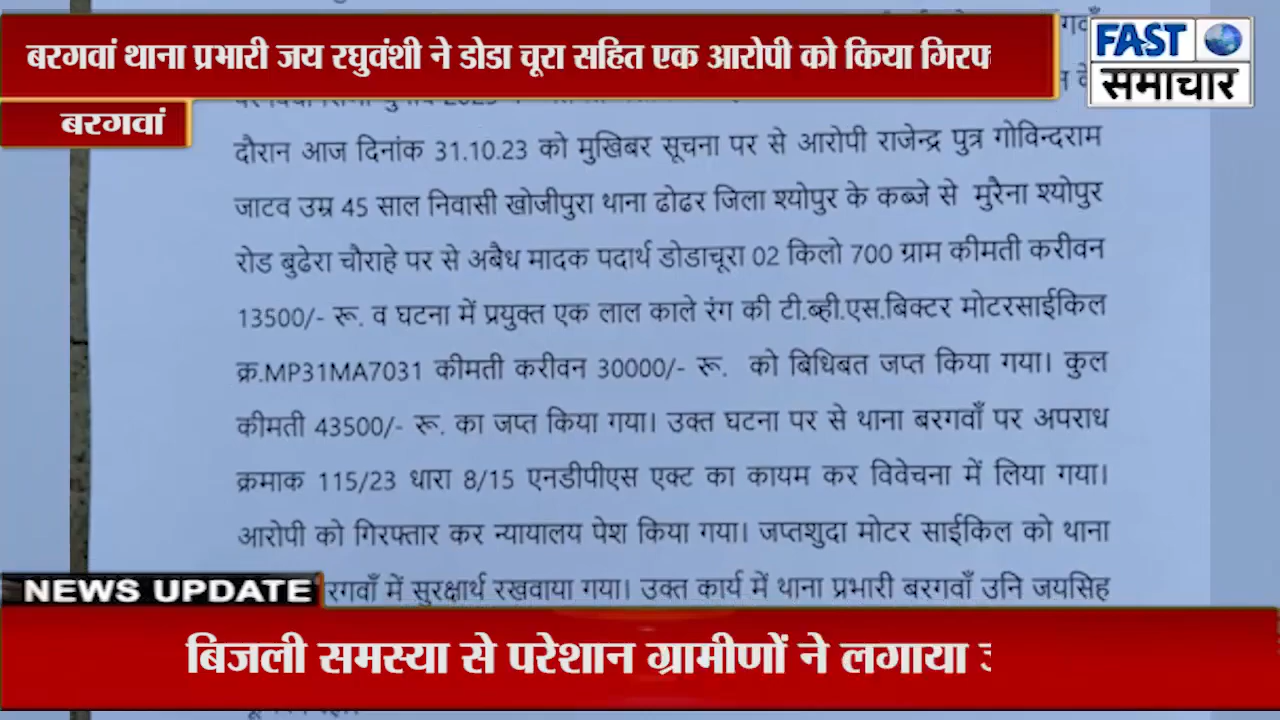 बरगवां थाना प्रभारी जय रघुवंशी ने डोडा चूरा सहित एक आरोपी को किया
FAST
समाचार
बरगवां
दौरान आज दिनांक 31.10.23 को मुखिबर सूचना पर से आरोपी राजेन्द्र पुत्र गोविन्दराम
जाटव उम्र 45 साल निवासी खोजीपुरा थाना ढोढर जिला श्योपुर के कब्जे से मुरैना श्योपुर
रोड बुढेरा चौराहे पर से अबैध मादक पदार्थ डोडाचूरा 02 किलो 700 ग्राम कीमती करीवन
13500/- रू. व घटना में प्रयुक्त एक लाल काले रंग की टी.ब्ही.एस.बिक्टर मोटरसाईकिल
क्र.MP31MA7031 कीमती करीवन 30000/- रू. को बिधिबत जप्त किया गया। कुल
कीमती 43500/- रू. का जप्त किया गया। उक्त घटना पर से थाना बरगवाँ पर अपराध
क्रमाक 115/23 धारा 8/15 एनडीपीएस एक्ट का कायम कर विवेचना में लिया गया।
आरोपी को गिरफ्तार कर न्यायालय पेश किया गया। जप्तशुदा मोटर साईकिल को थाना
रगवाँ में सुरक्षार्थ रखवाया गया। उक्त कार्य में थाना प्रभारी बरगवाँ उनि जयसिह
NEWS UPDATE
बिजली समस्या से परेशान ग्रामीणों ने लगाया